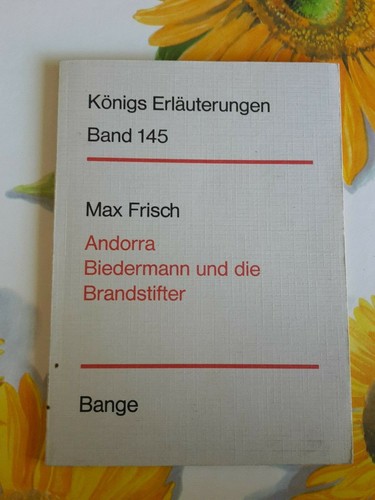 Königs Erläuterungen
Band 145
Max Frisch
Andorra
Biedermann und die
Brandstifter
Bange